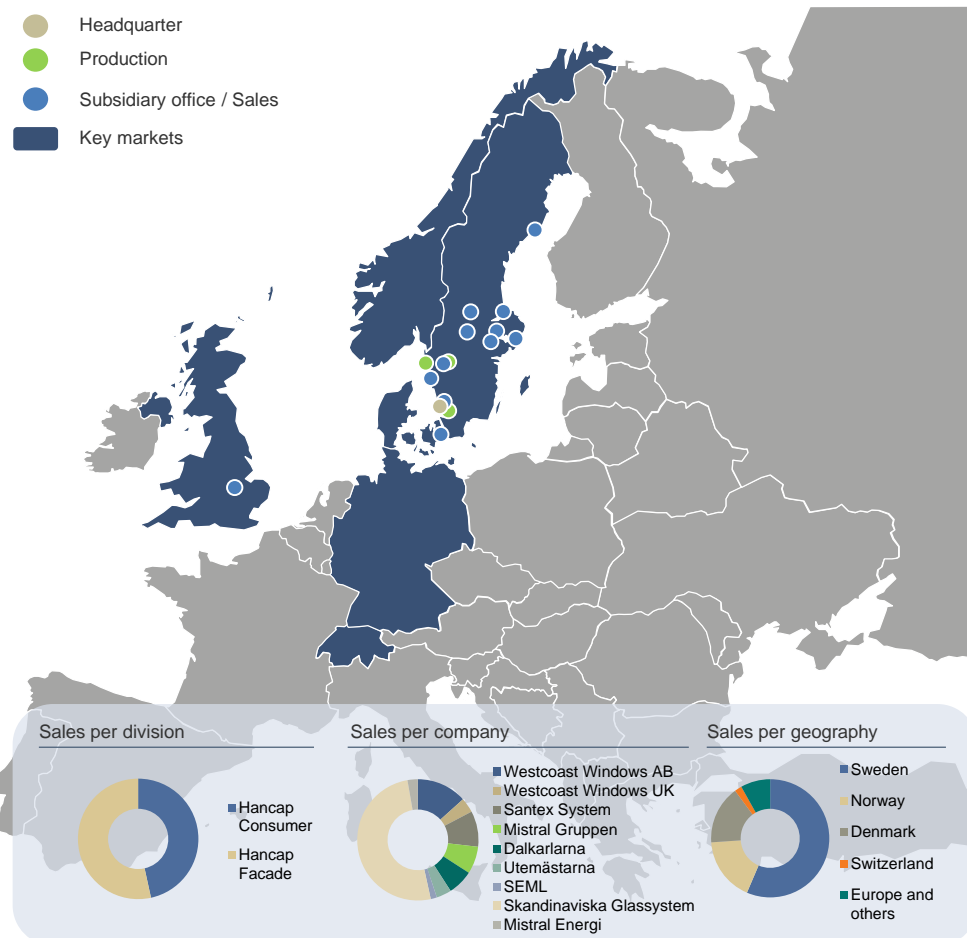 Headquarter
Production
Subsidiary office / Sales
Key markets
Sales per division
Hancap
Consumer
Hancap
Facade
Sales per company
Westcoast Windows AB
Westcoast Windows UK
Santex System
Mistral Gruppen
Dalkarlarna
Utemästarna
SEML
Skandinaviska Glassystem
Mistral Energi
Sales per geography
Sweden
Norway
Denmark
Switzerland
Europe and
others